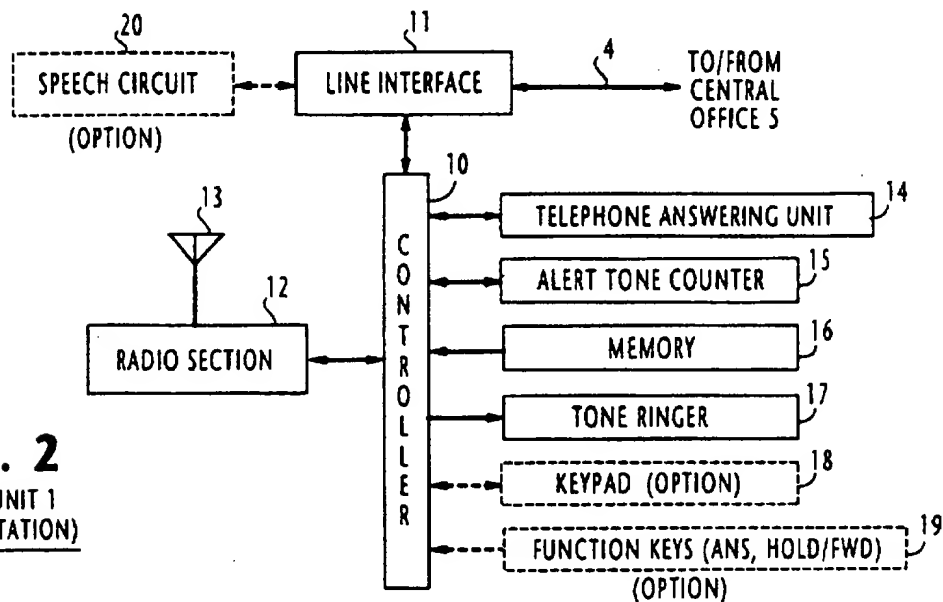 20
SPEECH CIRCUIT
(OPTION)
11
LINE INTERFACE
4
TO/FROM
CENTRAL
OFFICE 5
13
12
RADIO SECTION
10
CONTROLLER
TELEPHONE ANSWERING UNIT
14
ALERT TONE COUNTER
15
MEMORY
16
TONE RINGER
17
KEYPAD (OPTION)
18
FUNCTION KEYS (ANS, HOLD/FWD)
19
(OPTION)
. 2
UNIT 1
TATION)